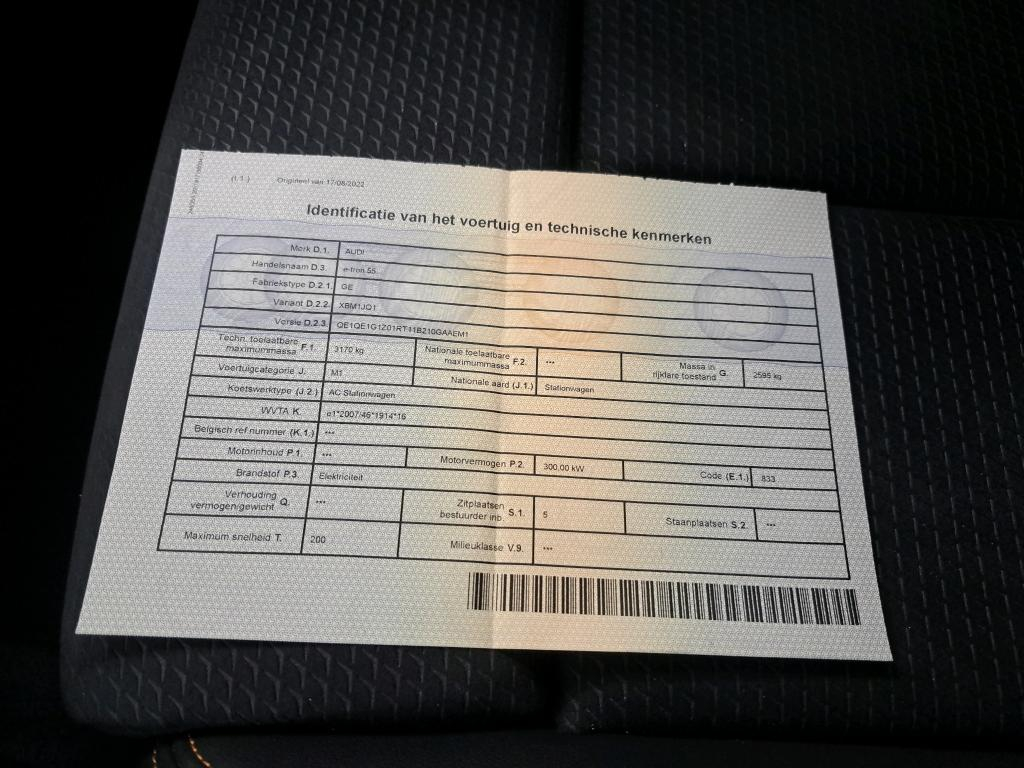 (I.1.) Origineel van 17/08/2022
Identificatie van het voertuig en technische kenmerken
Merk D.1. AUDI
Handelsnaam D.3. e-tron 55
Fabriekstype D.2.1. GE
Variant D.2.2. XBM1JQ1
Versie D.2.3. QE1QE1G1Z01RT11B210GAAEM1
Techn. toelaatbare maximummassa F.1. 3170 kg Nationale toelaatbare maximummassa F.2. *** Massa in rijklare toestand G. 2595 kg
Voertuigcategorie J. M1 Nationale aard (J.1.) Stationwagen
Koetswerktype (J.2.) AC Stationwagen
WVTA K. e1*2007/46*1914*16
Belgisch ref.nummer (K.1.) ***
Motorinhoud P.1. *** Motorvermogen P.2. 300.00 kW Code (E.1.) 833
Brandstof P.3. Elektriciteit
Verhouding vermogen/gewicht Q. *** Zitplaatsen bestuurder inb. S.1. 5 Staanplaatsen S.2. ***
Maximum snelheid T. 200 Milieuklasse V.9. ***